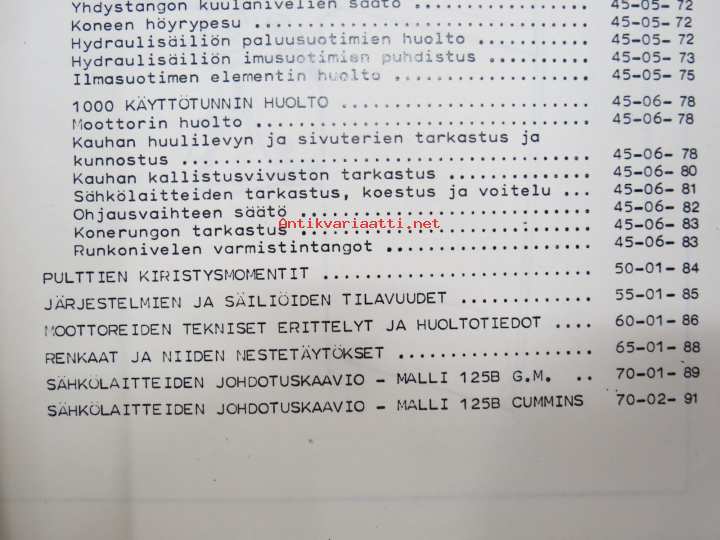 Yhdystangon kuulanivelien säätö ................ 45-05- 72
Koneen höyrypesu ............................... 45-05- 72
Hydraulisäiliön paluusuotimien huolto .......... 45-05- 72
Hydraulisäiliön imusuotimien puhdistus ......... 45-05- 73
Ilmasuotimen elementin huolto .................. 45-05- 75
1000 KÄYTTÖTUNNIN HUOLTO ....................... 45-06- 78
Moottorin huolto ............................... 45-06- 78
Kauhan huulilevyn ja sivuterien tarkastus ja
kunnostus ...................................... 45-06- 78
Kauhan kallistusvivuston tarkastus ............. 45-06- 80
Sähkölaitteiden tarkastus, koestus ja voitelu ... 45-06- 81
Ohjausvaihteen säätö ........................... 45-06- 82
Antikvariaatti.net
Konerungon tarkastus ........................... 45-06- 83
Runkonivelen varmistintangot ................... 45-06- 83
PULTTIEN KIRISTYSMOMENTIT ......................... 50-01- 84
JÄRJESTELMIEN JA SÄILIÖIDEN TILAVUUDET ............ 55-01- 85
MOOTTOREIDEN TEKNISET ERITTELYT JA HUOLTOTIEDOT .... 60-01- 86
RENKAAT JA NIIDEN NESTETÄYTÖKSET .................. 65-01- 88
SÄHKÖLAITTEIDEN JOHDOTUSKAAVIO - MALLI 125B G.M. .. 70-01- 89
SÄHKÖLAITTEIDEN JOHDOTUSKAAVIO - MALLI 125B CUMMINS 70-02- 91